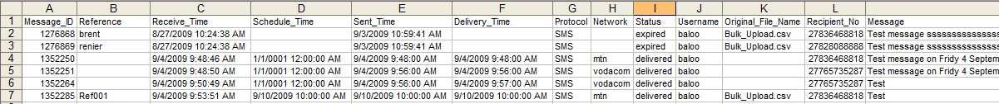 A B C D E F G H I J K L
1 Message_ID Reference Receive_Time Schedule_Time Sent_Time Delivery_Time Protocol Network Status Username Original_File_Name Recipient_No Message
2 1276868 brent 8/27/2009 10:24:38 AM 9/3/2009 10:59:41 AM SMS expired baloo Bulk_Upload.csv 27836468818 Test message sssssssssssssss
3 1276869 renier 8/27/2009 10:24:38 AM 9/3/2009 10:59:41 AM SMS expired baloo Bulk_Upload.csv 27828088888 Test message sssssssssssssss
4 1352250 9/4/2009 9:48:46 AM 1/1/0001 12:00:00 AM 9/4/2009 9:48:00 AM 9/4/2009 9:48:00 AM SMS mtn delivered baloo 27836468818 Test message on Fridy 4 Septem
5 1352251 9/4/2009 9:48:50 AM 1/1/0001 12:00:00 AM 9/4/2009 9:56:00 AM 9/4/2009 9:56:00 AM SMS vodacom delivered baloo 27765735287 Test message on Fridy 4 Septem
6 1352264 9/4/2009 9:50:49 AM 1/1/0001 12:00:00 AM 9/4/2009 9:56:00 AM 9/4/2009 9:57:00 AM SMS vodacom delivered baloo 27765735287 Test
7 1352285 Ref001 9/4/2009 9:53:51 AM 9/10/2009 10:00:00 AM 9/10/2009 10:00:00 AM 9/10/2009 10:00:00 AM SMS mtn delivered baloo Bulk_Upload.csv 27836468818 Test